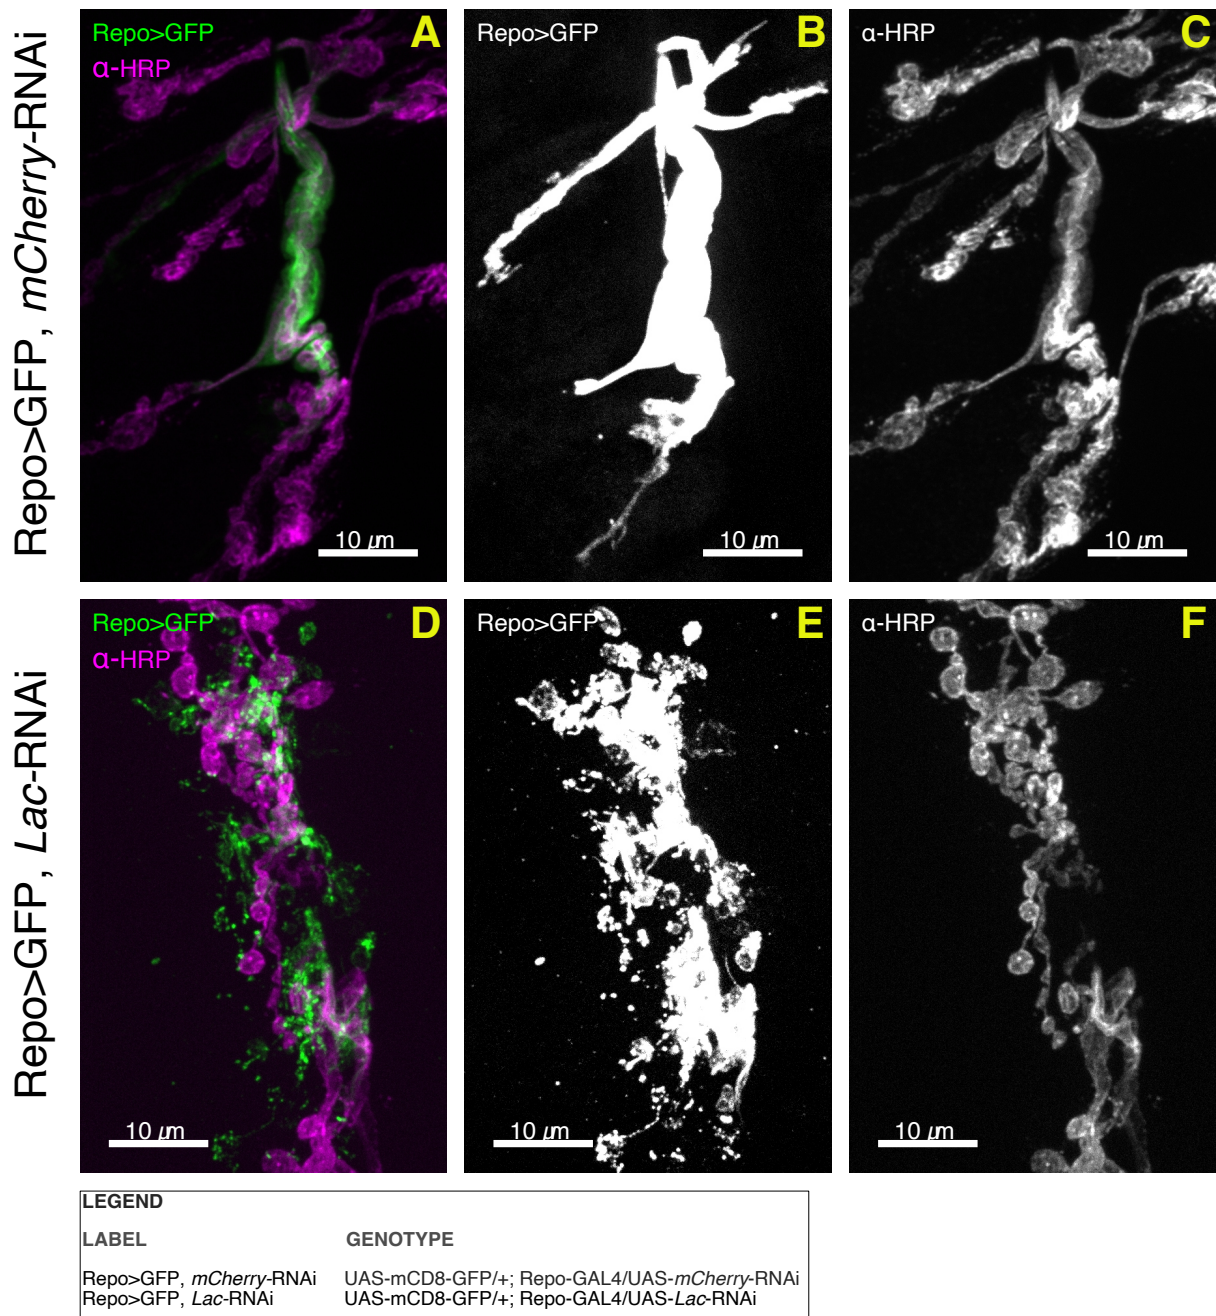 Repo>GFP, mCherry-RNAi
Repo>GFP
α-HRP
A
10 µm
Repo>GFP
B
10 µm
α-HRP
C
10 µm
Repo>GFP, Lac-RNAi
Repo>GFP
α-HRP
D
10 µm
Repo>GFP
E
10 µm
α-HRP
F
10 µm
LEGEND
LABEL GENOTYPE
Repo>GFP, mCherry-RNAi UAS-mCD8-GFP/+; Repo-GAL4/UAS-mCherry-RNAi
Repo>GFP, Lac-RNAi UAS-mCD8-GFP/+; Repo-GAL4/UAS-Lac-RNAi